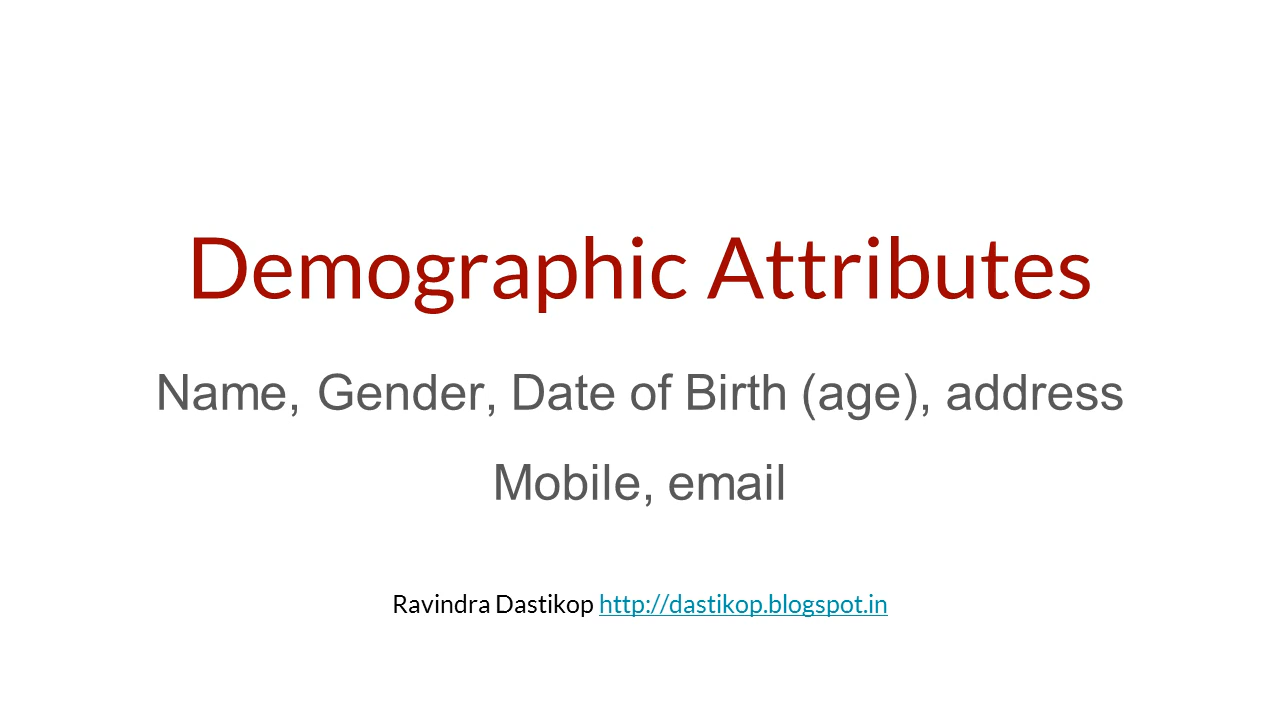 Demographic Attributes
Name, Gender, Date of Birth (age), address
Mobile, email
Ravindra Dastikop http://dastikop.blogspot.in